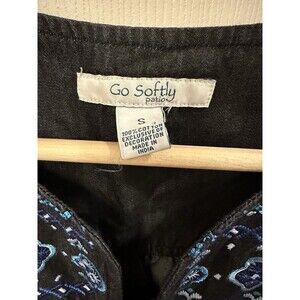 Go Softly
patio
S
100% COTTON
EXCLUSIVE OF
DECORATION
MADE IN
INDIA